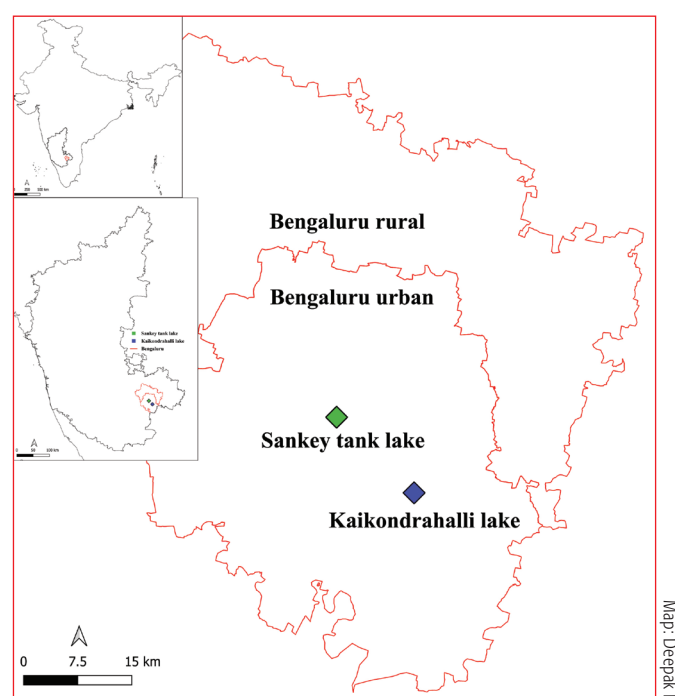 Bengaluru rural
Bengaluru urban
Sankey tank lake
Kaikondrahalli lake
Sankey tank lake
Kaikondrahalli lake
Bengaluru
0 7.5 15 km
Map: Deepak